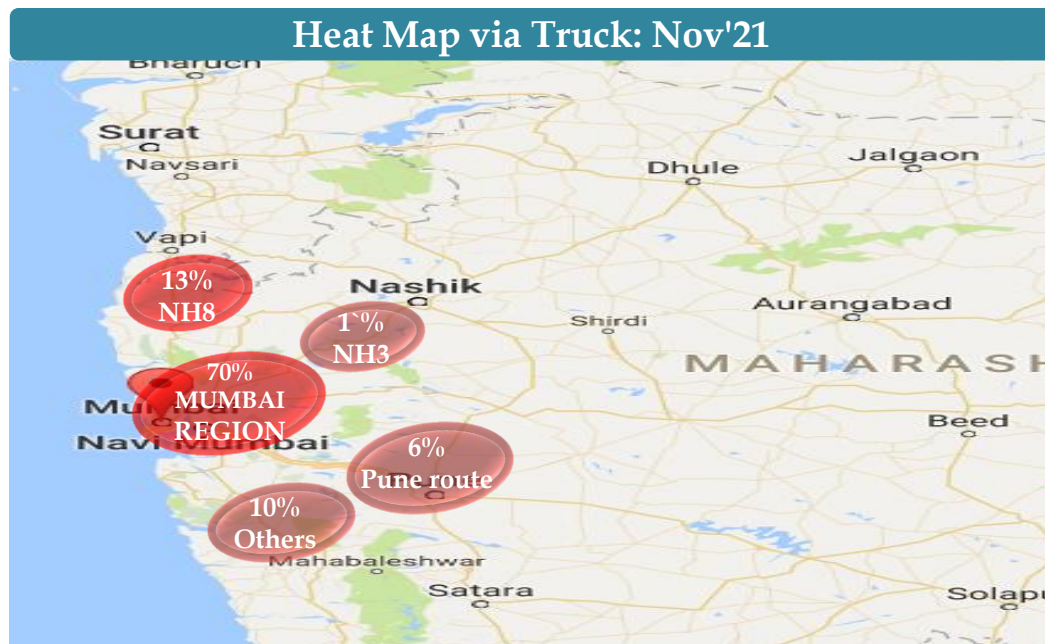 Heat Map via Truck: Nov'21
Bharuch
Surat
Navsari
Dhule
Jalgaon
Vapi
13%
NH8
Nashik
Aurangabad
Shirdi
1`%
NH3
MAHARASH
70%
MUMBAI
REGION
Mumbai
Navi Mumbai
Beed
6%
Pune route
10%
Others
Mahabaleshwar
Satara
Solapu